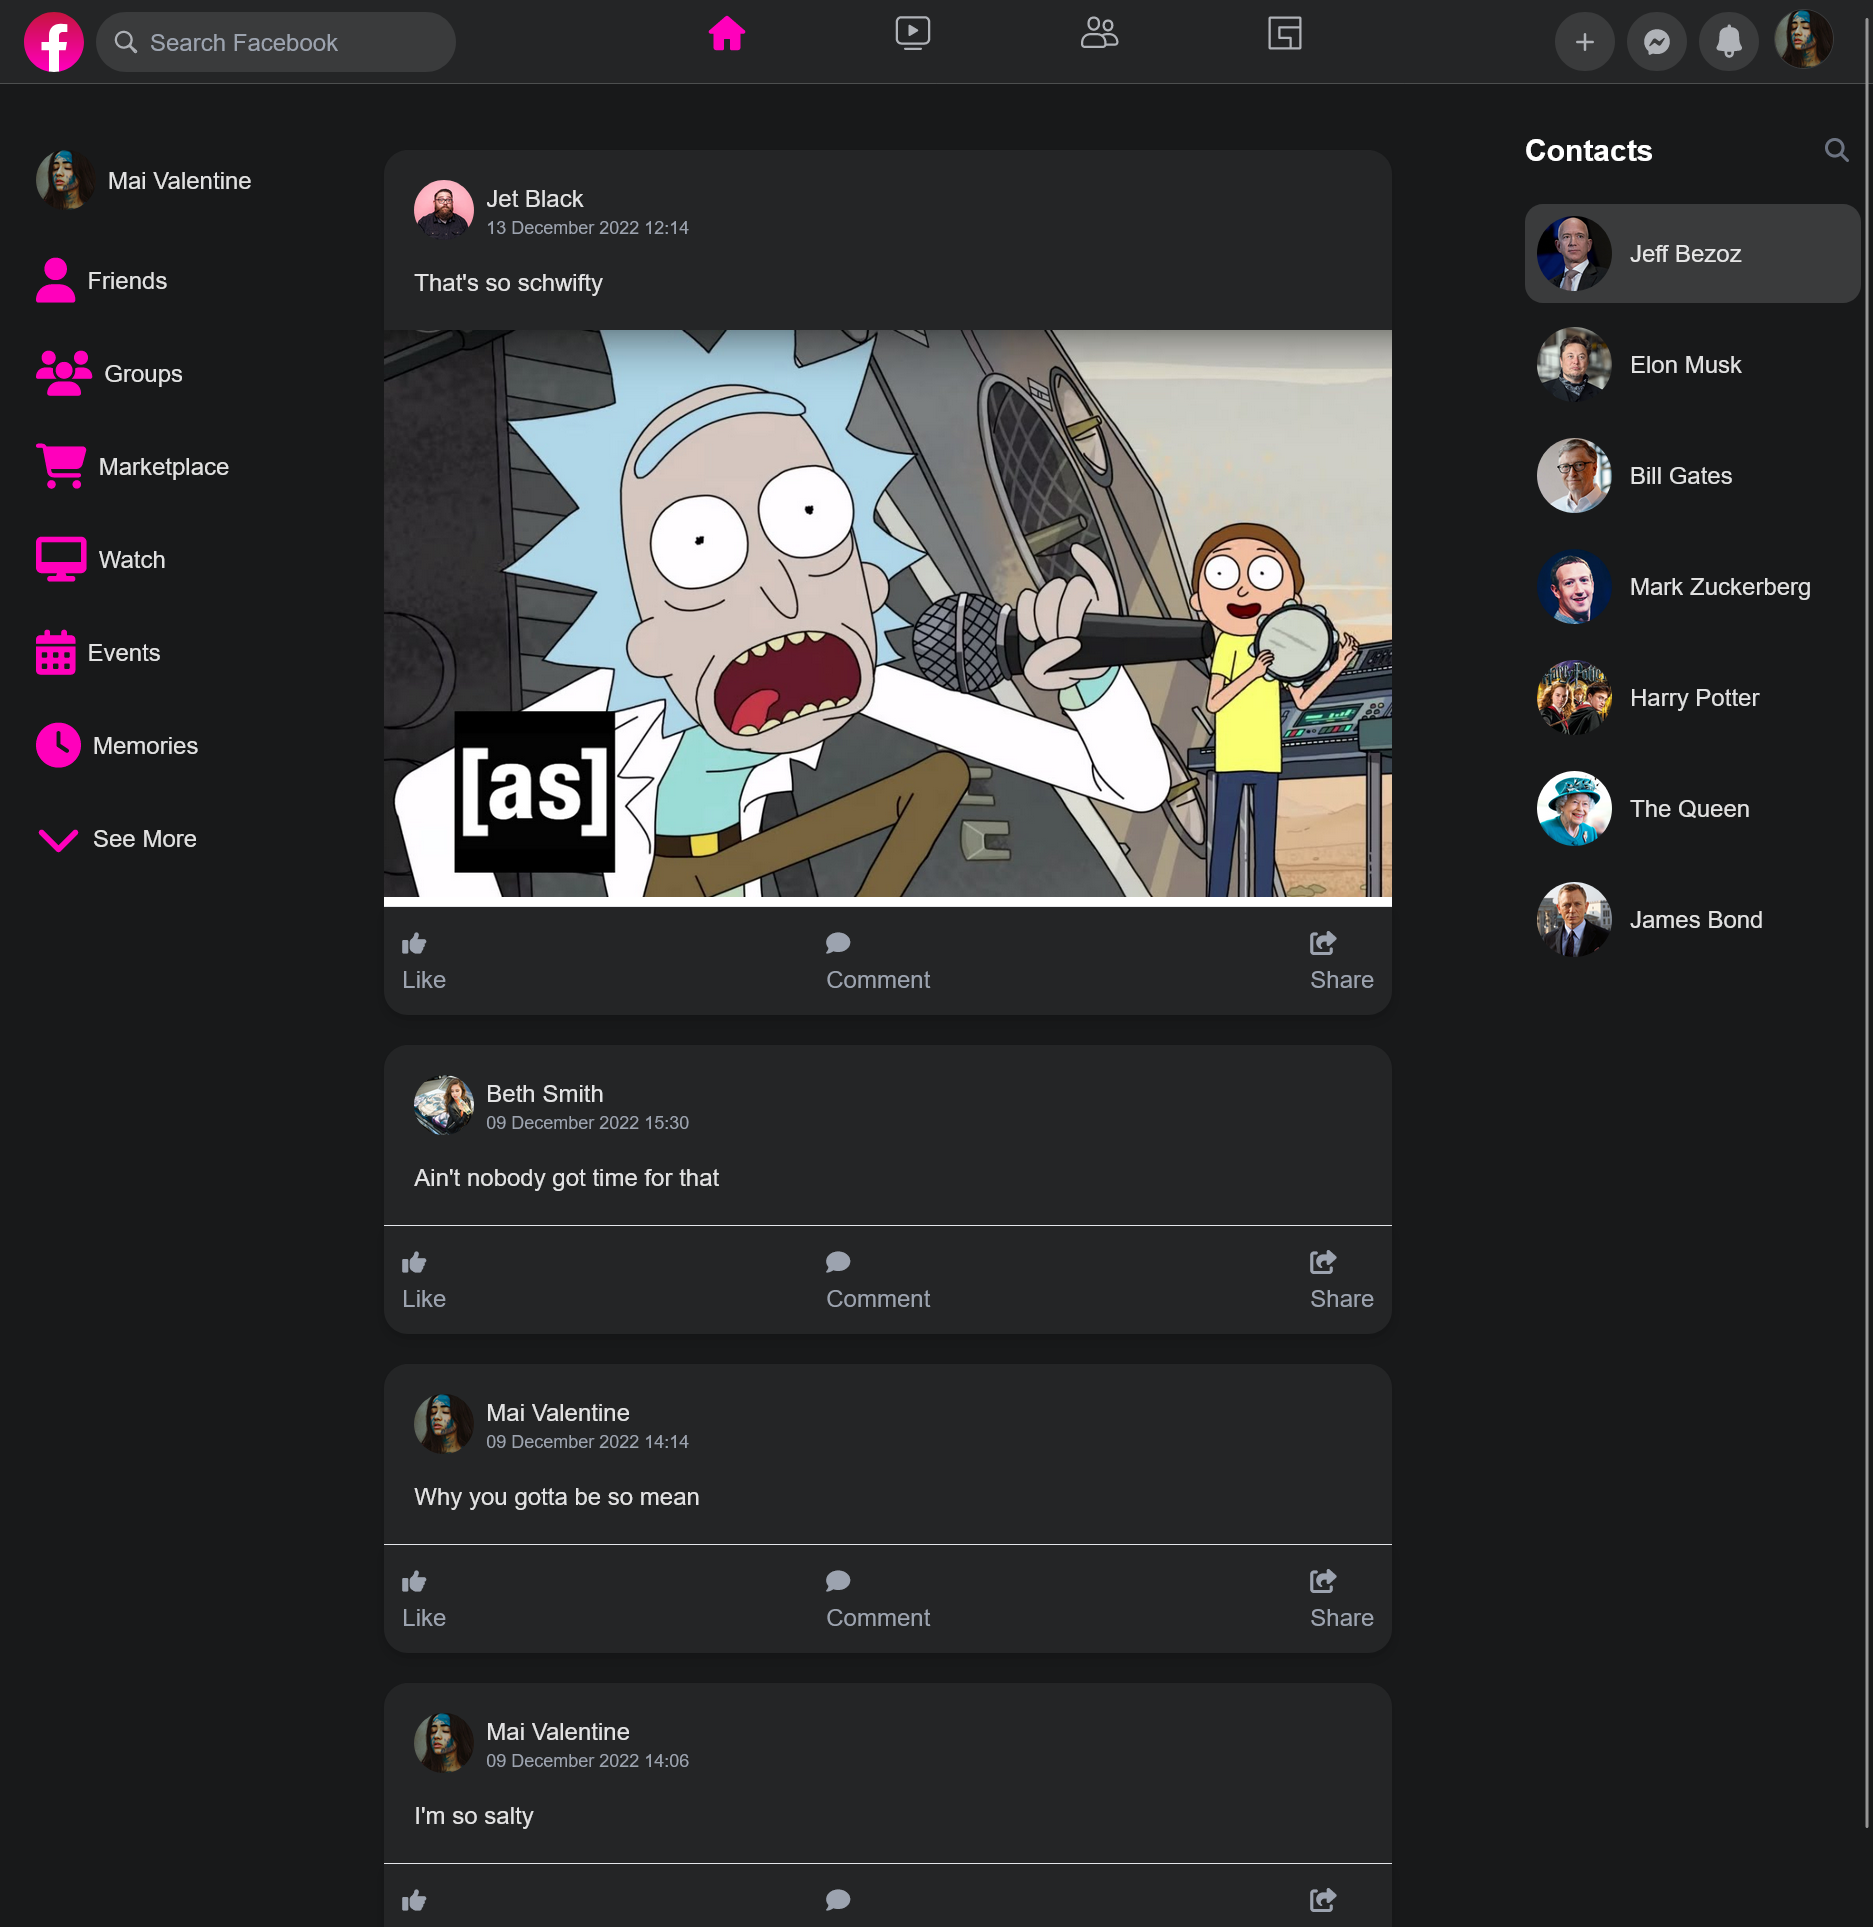 Search Facebook
Mai Valentine
Friends
Groups
Marketplace
Watch
Events
Memories
See More
Jet Black
13 December 2022 12:14
That's so schwifty
[as]
Like
Comment
Share
Beth Smith
09 December 2022 15:30
Ain't nobody got time for that
Like
Comment
Share
Mai Valentine
09 December 2022 14:14
Why you gotta be so mean
Like
Comment
Share
Mai Valentine
09 December 2022 14:06
I'm so salty
Contacts
Jeff Bezoz
Elon Musk
Bill Gates
Mark Zuckerberg
Harry Potter
Harry Potter
The Queen
James Bond